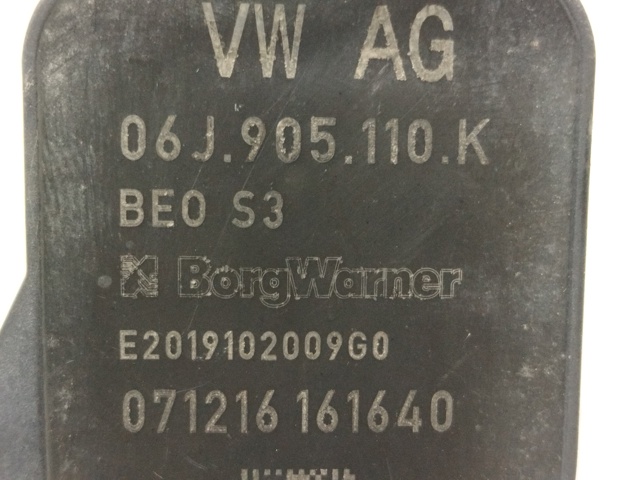 VW AG
06J.905.110.K
BEO S3
BorgWarner
E2019102009G0
071216 161640